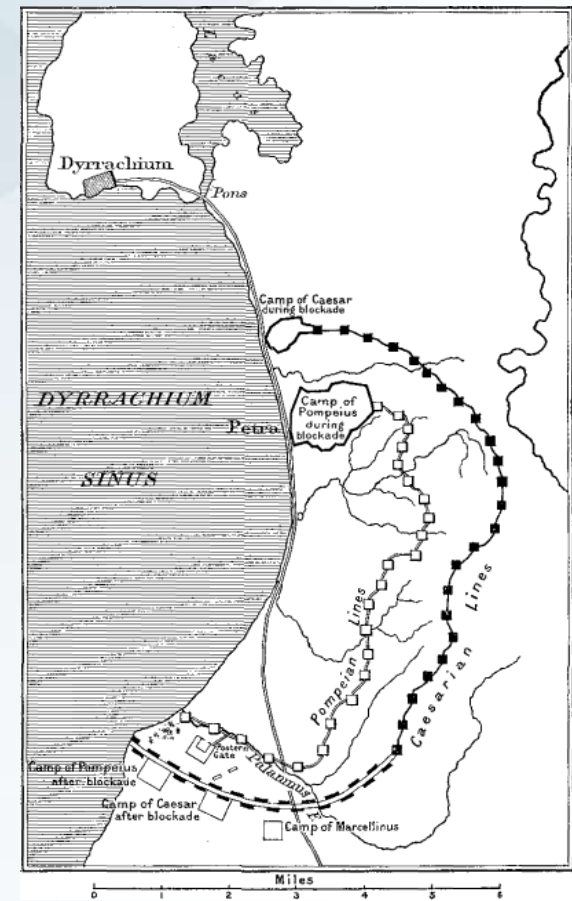 Dyrrachium
Pons
Camp of Caesar
during blockade
DYRRACHIUM
SINUS
Petra
Camp of
Pompeius
during
blockade
Pompeian Lines
Caesarian Lines
Postern
Gate
Palamnus F.
Camp of Pompeius
after blockade
Camp of Caesar
after blockade
Camp of Marcellinus
Miles
0 1 2 3 4 5 6